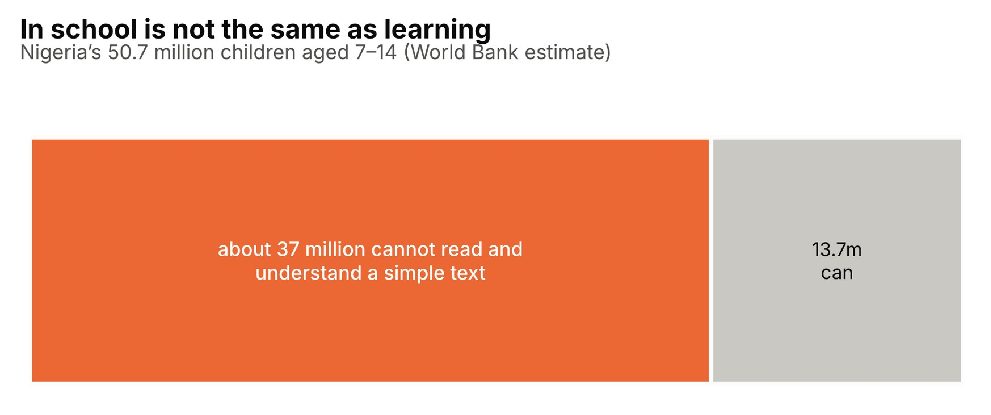 In school is not the same as learning
Nigeria’s 50.7 million children aged 7–14 (World Bank estimate)
about 37 million cannot read and
understand a simple text
13.7m
can